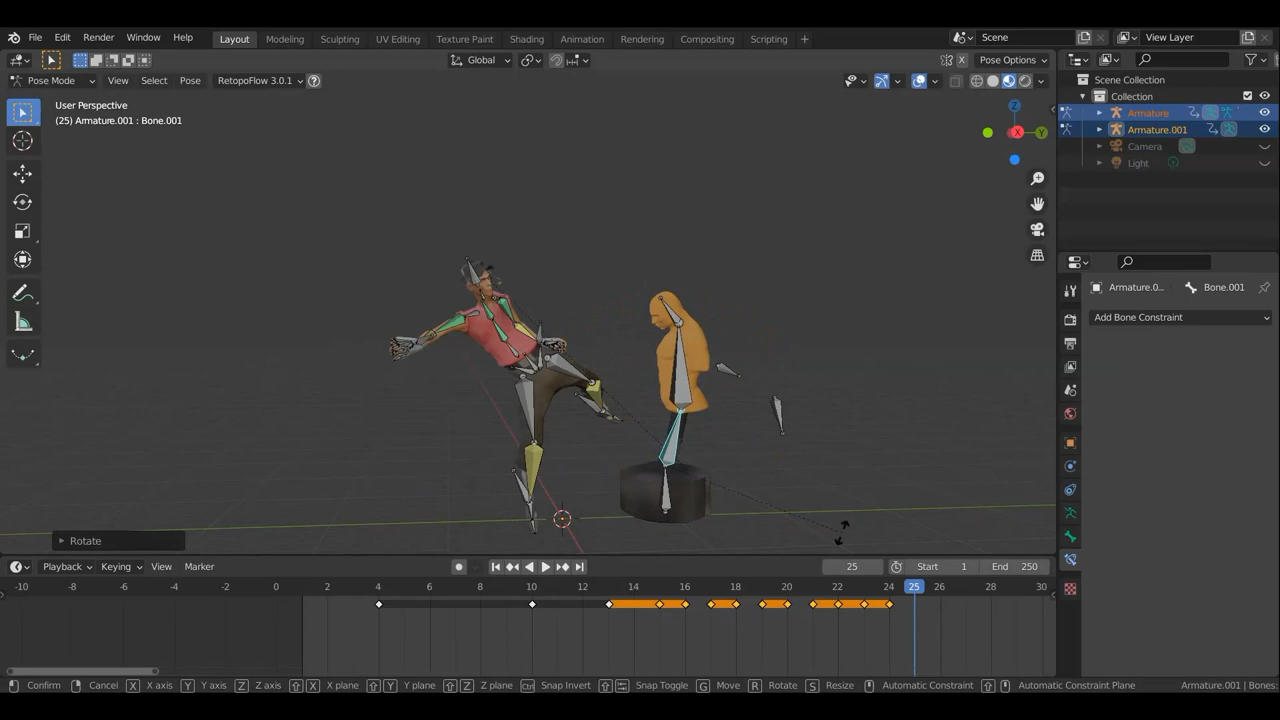 File Edit Render Window Help Layout Modeling Sculpting UV Editing Texture Paint Shading Animation Rendering Compositing Scripting + Scene View Layer
Global X Pose Options
Pose Mode View Select Pose RetopoFlow 3.0.1 ?
User Perspective
(25) Armature.001 : Bone.001
Z
X
Y
Scene Collection
Collection
Armature
Armature.001
Camera
Light
Armature.0... Bone.001
Add Bone Constraint
Rotate
Playback Keying View Marker 25 Start 1 End 250
-10 -8 -6 -4 -2 0 2 4 6 8 10 12 14 16 18 20 22 24 25 26 28 30
Confirm Cancel X X axis Y Y axis Z Z axis X X plane Y Y plane Z Z plane Ctrl Snap Invert Snap Toggle G Move R Rotate S Resize Automatic Constraint Automatic Constraint Plane Armature.001 | Bones: